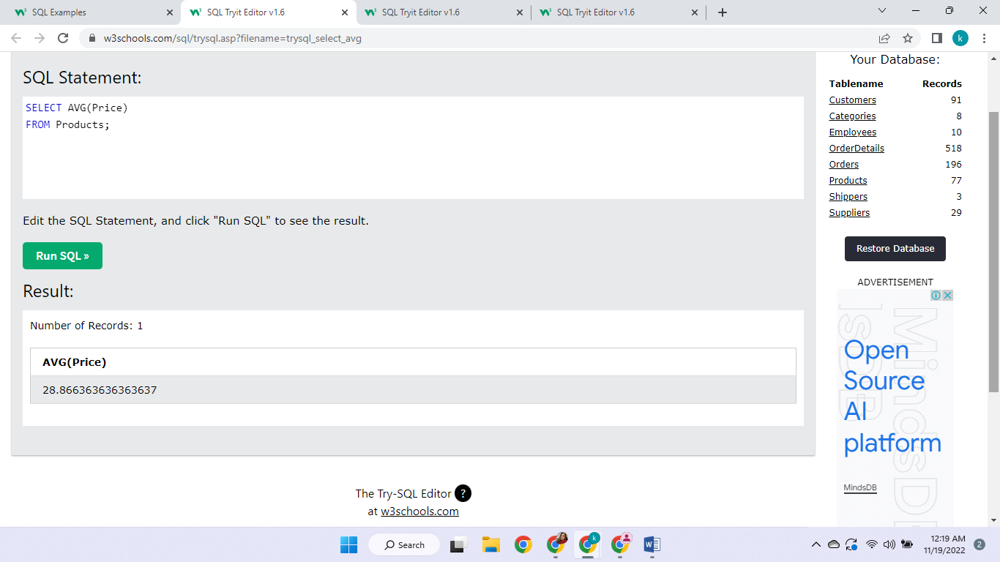 SQL Examples
SQL Tryit Editor v1.6
SQL Tryit Editor v1.6
SQL Tryit Editor v1.6
w3schools.com/sql/trysql.asp?filename=trysql_select_avg
k
SQL Statement:
SELECT AVG(Price)
FROM Products;
Edit the SQL Statement, and click "Run SQL" to see the result.
Run SQL »
Result:
Number of Records: 1
AVG(Price)
28.866363636363637
The Try-SQL Editor ?
at w3schools.com
Your Database:
Tablename Records
Customers 91
Categories 8
Employees 10
OrderDetails 518
Orders 196
Products 77
Shippers 3
Suppliers 29
Restore Database
ADVERTISEMENT
Open
Source
AI
platform
MindsDB
Search
k
12:19 AM
11/19/2022
2